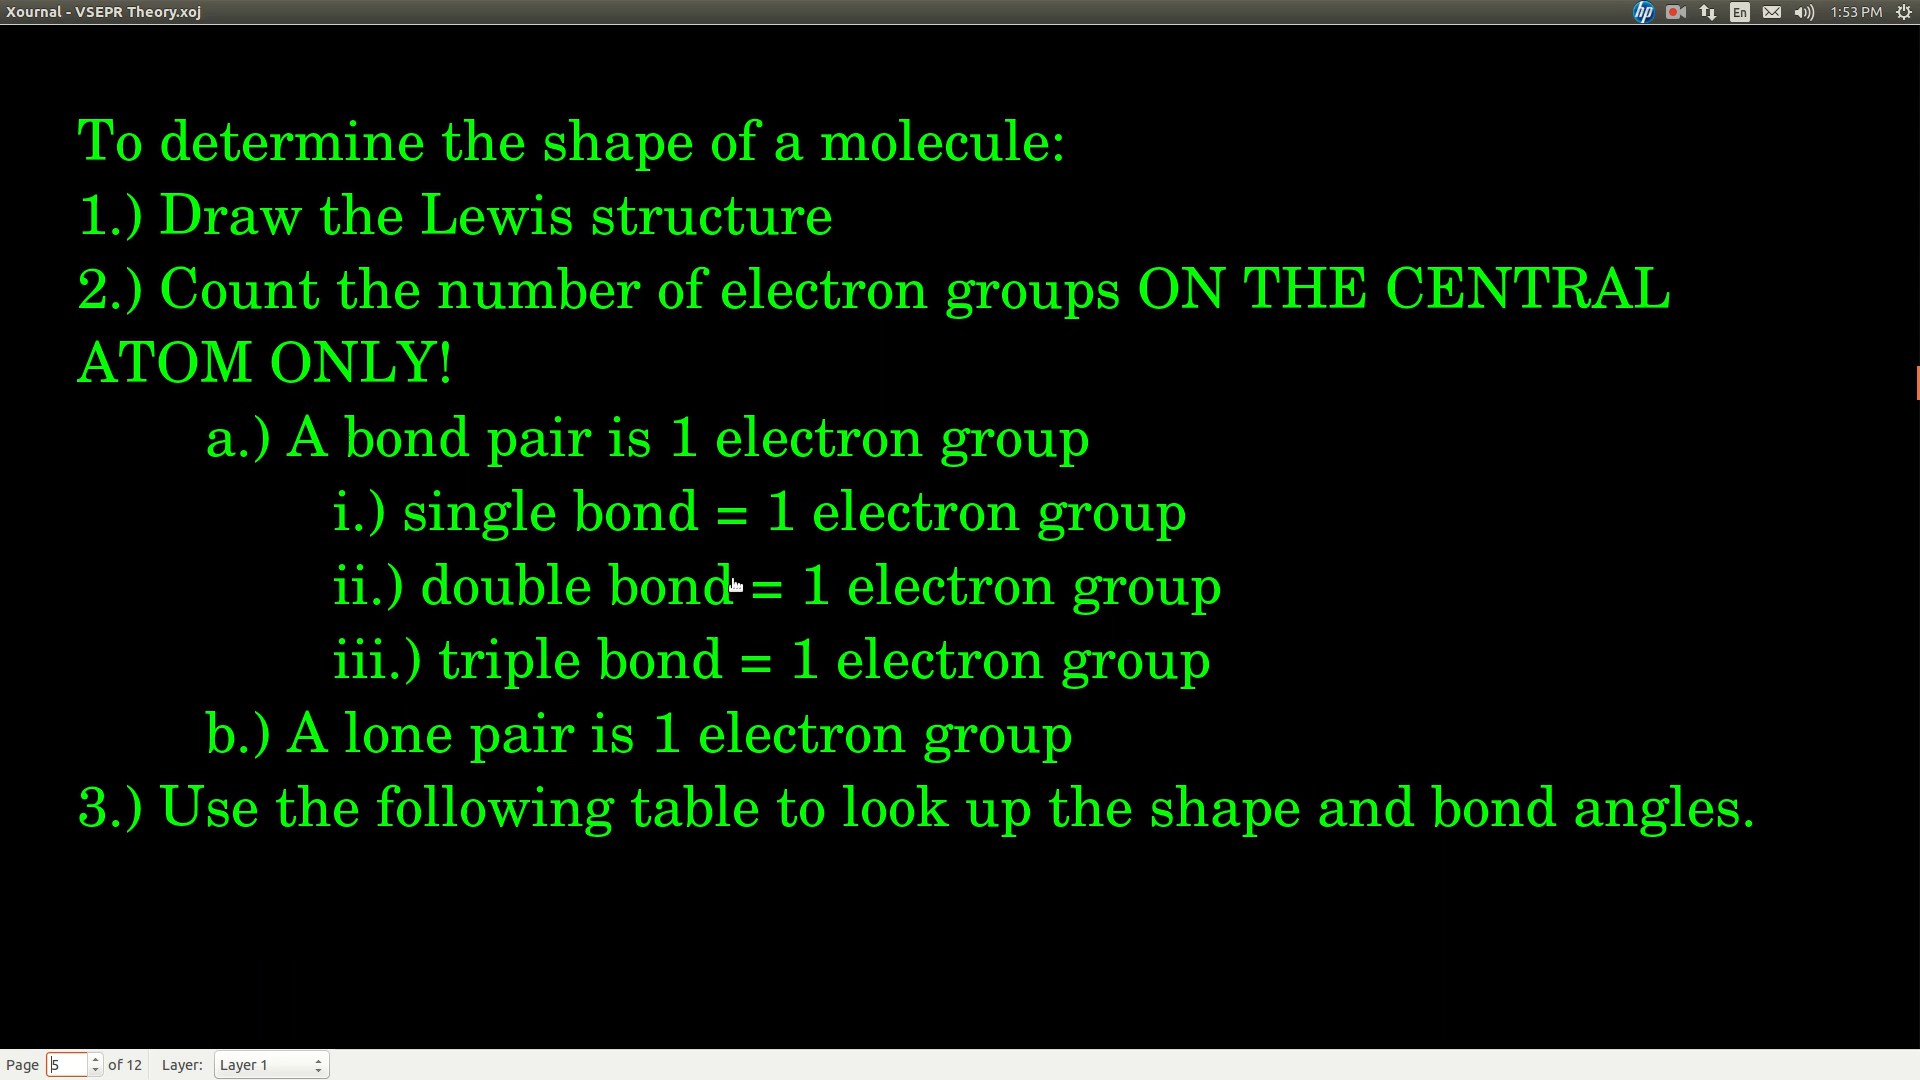 Xournal - VSEPR Theory.xoj
hp
En
1:53 PM
To determine the shape of a molecule:
1.) Draw the Lewis structure
2.) Count the number of electron groups ON THE CENTRAL
ATOM ONLY!
a.) A bond pair is 1 electron group
i.) single bond = 1 electron group
ii.) double bond = 1 electron group
iii.) triple bond = 1 electron group
b.) A lone pair is 1 electron group
3.) Use the following table to look up the shape and bond angles.
Page 5 of 12 Layer: Layer 1